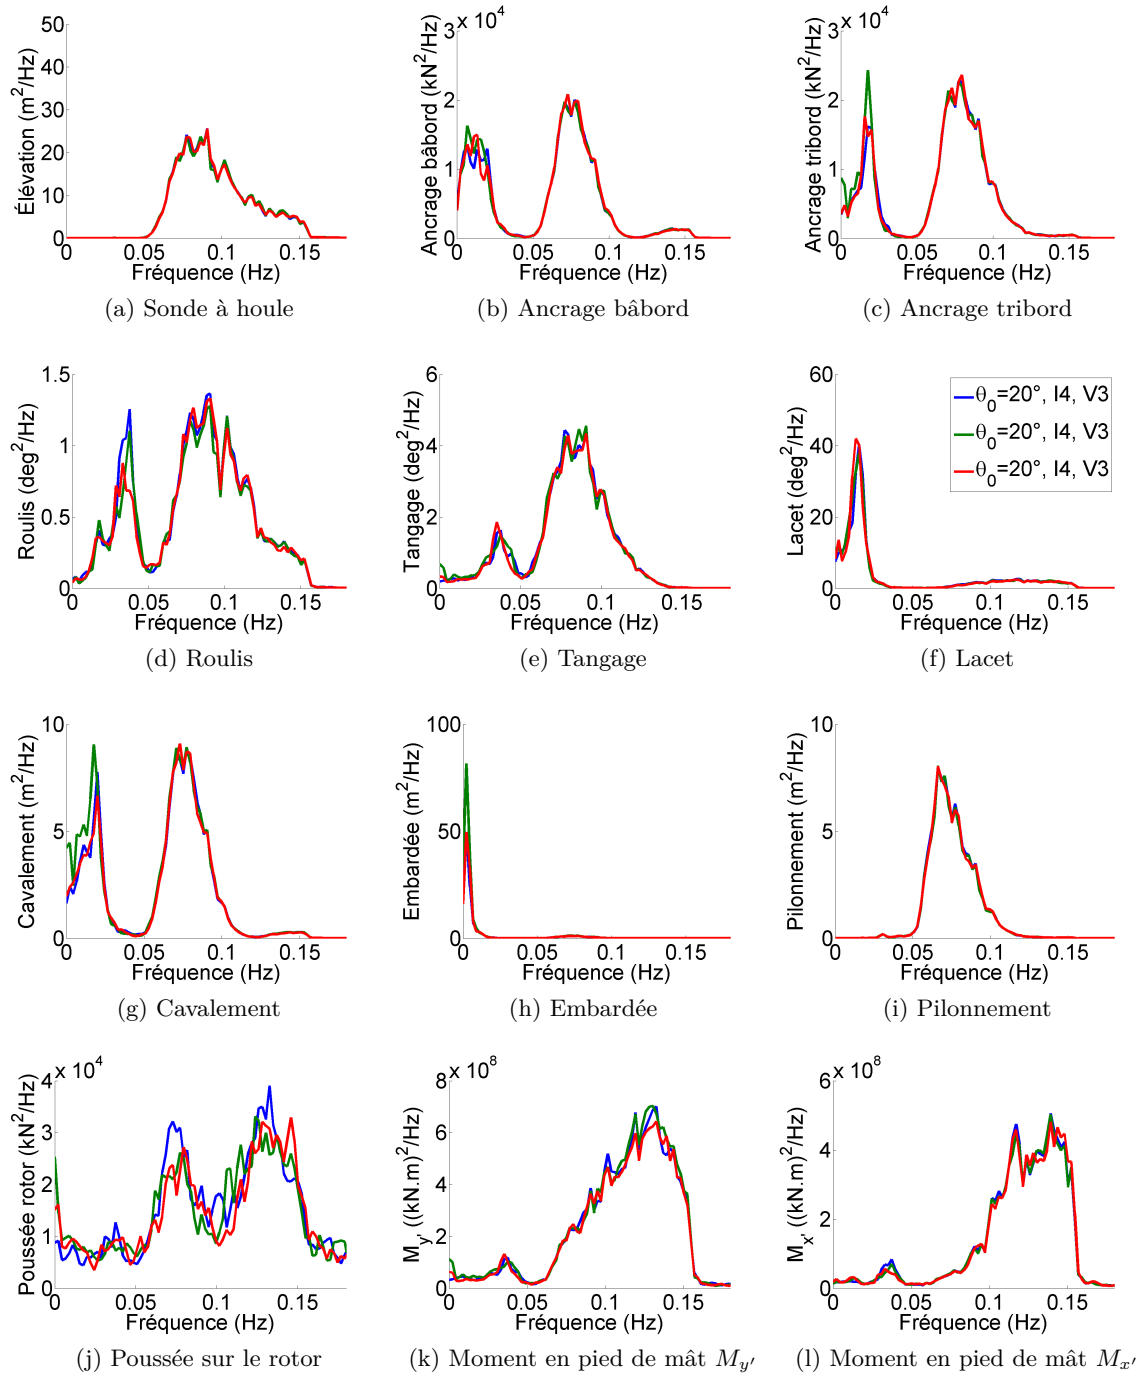 Élévation (m²/Hz)
50
40
30
20
10
0
0 0.05 0.1 0.15
Fréquence (Hz)
(a) Sonde à houle
Ancrage bâbord (kN²/Hz)
x 10⁴
3
2
1
0
0 0.05 0.1 0.15
Fréquence (Hz)
(b) Ancrage bâbord
Ancrage tribord (kN²/Hz)
x 10⁴
3
2
1
0
0 0.05 0.1 0.15
Fréquence (Hz)
(c) Ancrage tribord
Roulis (deg²/Hz)
1.5
1
0.5
0
0 0.05 0.1 0.15
Fréquence (Hz)
(d) Roulis
Tangage (deg²/Hz)
6
4
2
0
0 0.05 0.1 0.15
Fréquence (Hz)
(e) Tangage
Lacet (deg²/Hz)
60
40
20
0
0 0.05 0.1 0.15
Fréquence (Hz)
θ₀=20°, I4, V3
θ₀=20°, I4, V3
θ₀=20°, I4, V3
(f) Lacet
Cavalement (m²/Hz)
10
5
0
0 0.05 0.1 0.15
Fréquence (Hz)
(g) Cavalement
Embardée (m²/Hz)
100
50
0
0 0.05 0.1 0.15
Fréquence (Hz)
(h) Embardée
Pilonnement (m²/Hz)
10
5
0
0 0.05 0.1 0.15
Fréquence (Hz)
(i) Pilonnement
Poussée rotor (kN²/Hz)
x 10⁴
4
3
2
1
0
0 0.05 0.1 0.15
Fréquence (Hz)
(j) Poussée sur le rotor
M_y' ((kN.m)²/Hz)
x 10⁸
8
6
4
2
0
0 0.05 0.1 0.15
Fréquence (Hz)
(k) Moment en pied de mât M_y′
M_x' ((kN.m)²/Hz)
x 10⁸
6
4
2
0
0 0.05 0.1 0.15
Fréquence (Hz)
(l) Moment en pied de mât M_x′